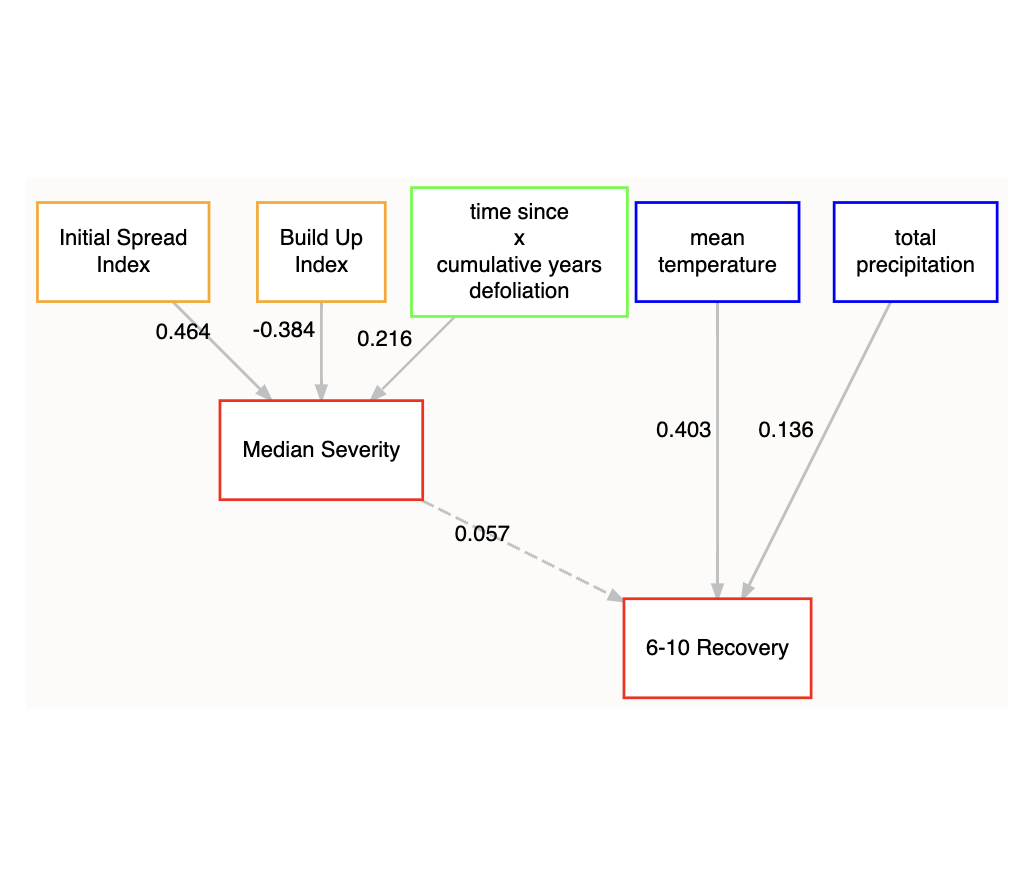 Initial Spread
Index
Build Up
Index
time since
x
cumulative years
defoliation
mean
temperature
total
precipitation
0.464
-0.384
0.216
0.403
0.136
Median Severity
0.057
6-10 Recovery